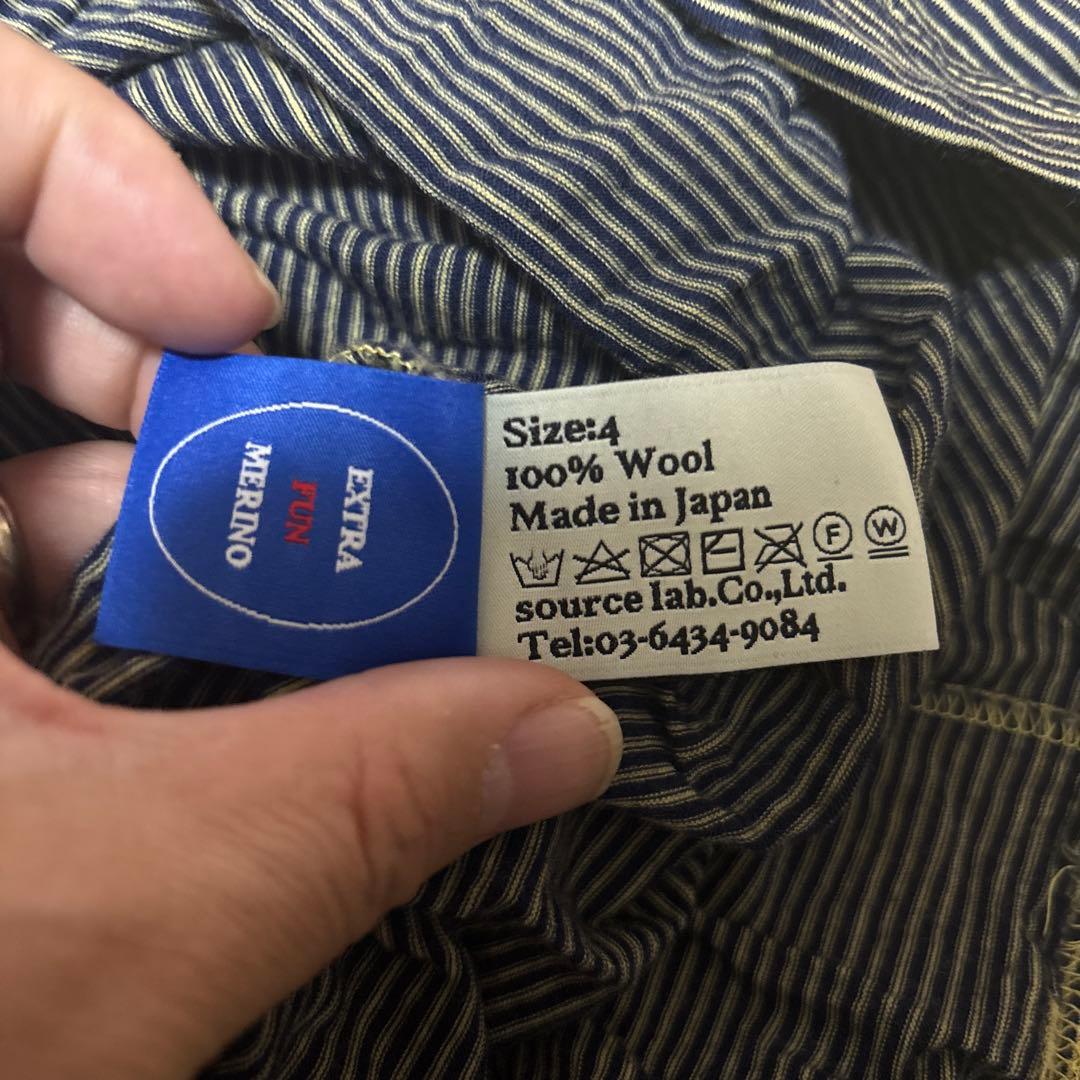 EXTRA
FUN
MERINO
Size:4
100% Wool
Made in Japan
F W
source lab.Co.,Ltd.
Tel:03-6434-9084